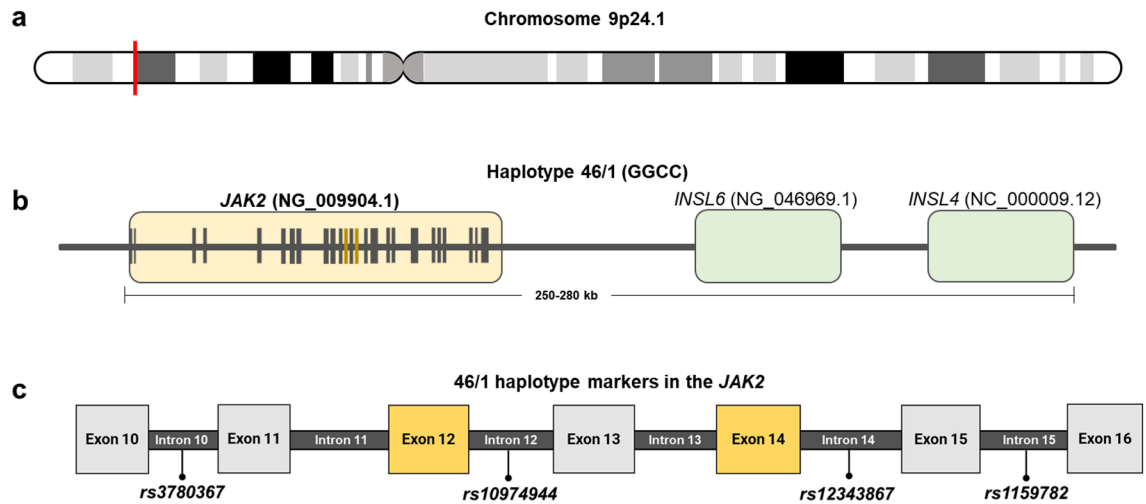 a
Chromosome 9p24.1
Haplotype 46/1 (GGCC)
b
JAK2 (NG_009904.1)
INSL6 (NG_046969.1)
INSL4 (NC_000009.12)
250-280 kb
46/1 haplotype markers in the JAK2
c
Exon 10
Intron 10
Exon 11
Intron 11
Exon 12
Intron 12
Exon 13
Intron 13
Exon 14
Intron 14
Exon 15
Intron 15
Exon 16
rs3780367
rs10974944
rs12343867
rs1159782